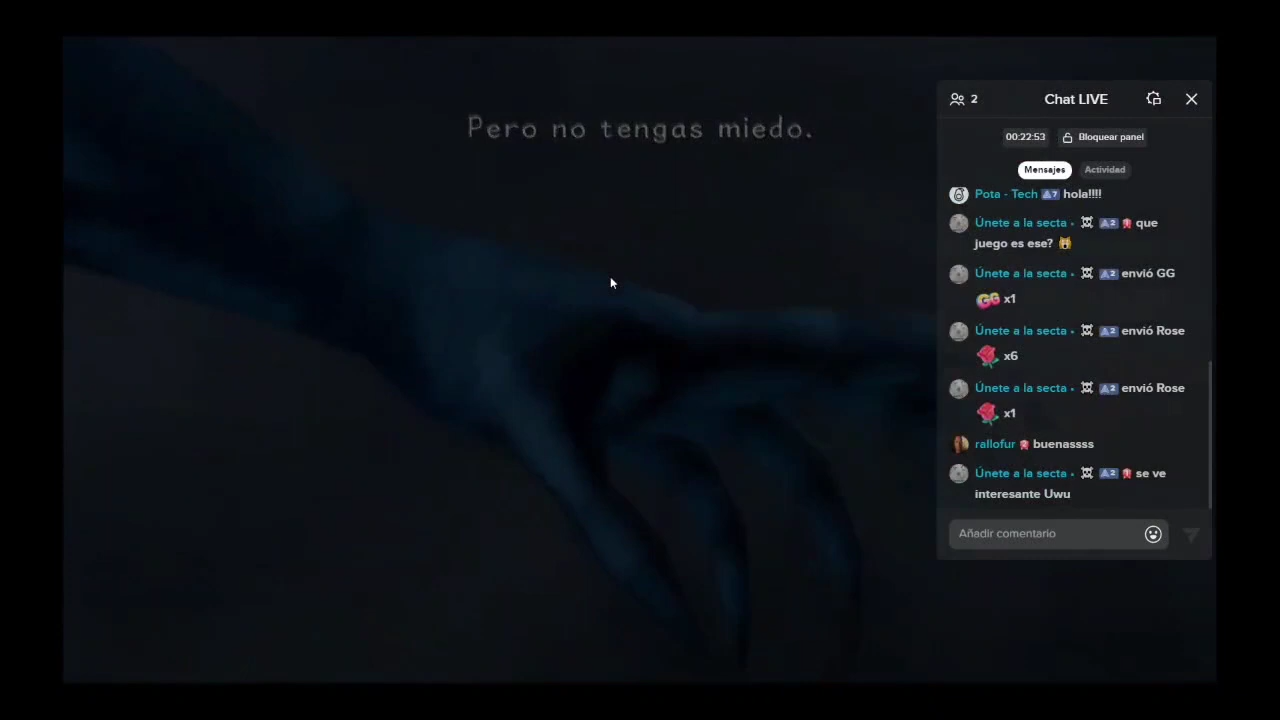 Pero no tengas miedo.
2
Chat LIVE
00:22:53
Bloquear panel
Mensajes
Actividad
Pota - Tech 7 hola!!!!
Únete a la secta • 2 que
juego es ese?
Únete a la secta • 2 envió GG
GG x1
Únete a la secta • 2 envió Rose
x6
Únete a la secta • 2 envió Rose
x1
rallofur buenassss
Únete a la secta • 2 se ve
interesante Uwu
Añadir comentario